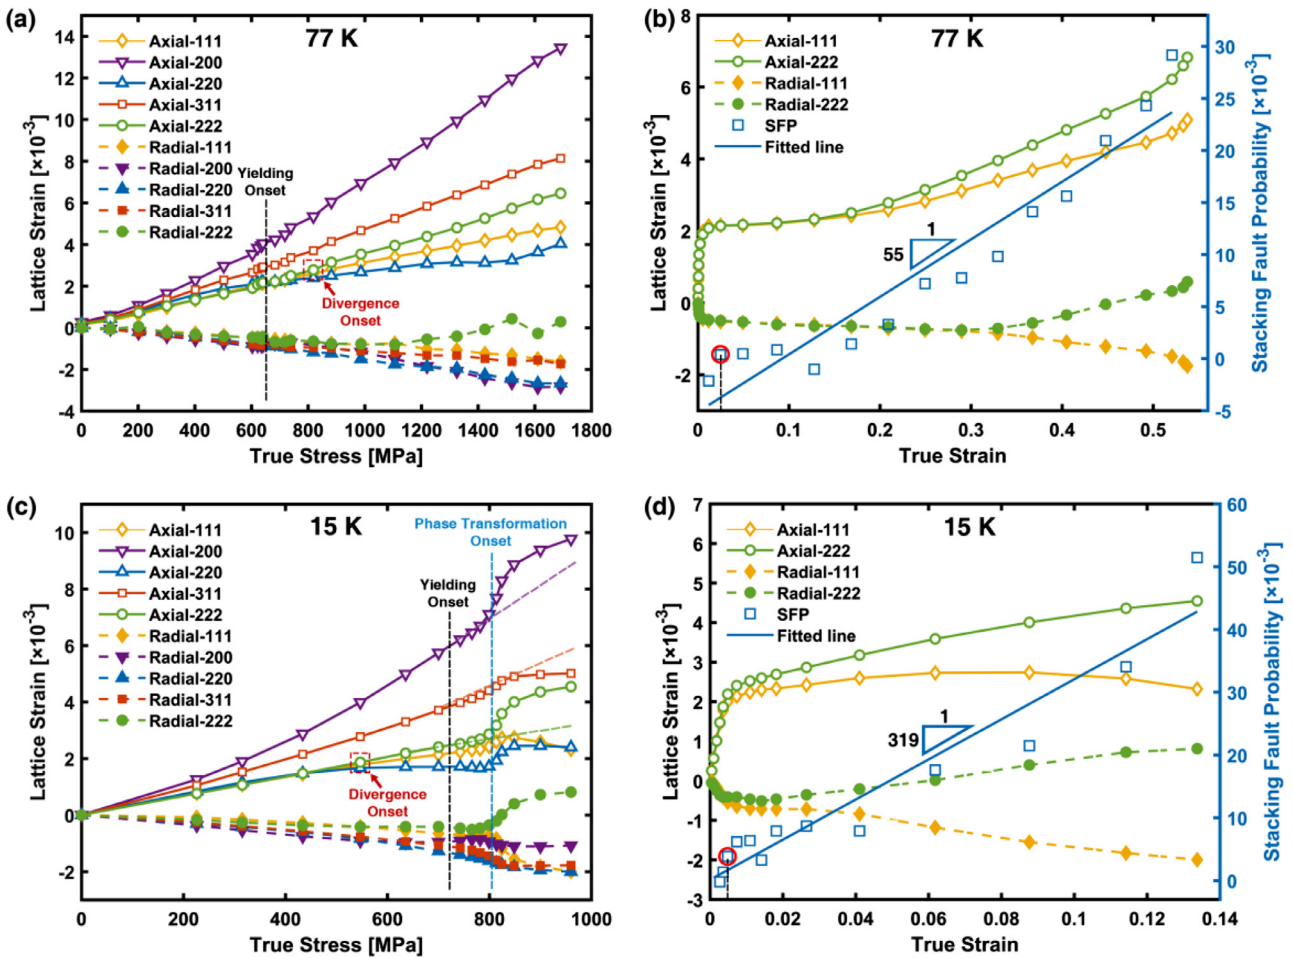 (a)
77 K
Axial-111
Axial-200
Axial-220
Axial-311
Axial-222
Radial-111
Radial-200
Radial-220
Radial-311
Radial-222
Yielding
Onset
Divergence
Onset
Lattice Strain [×10⁻³]
14
12
10
8
6
4
2
0
-2
-4
0
200
400
600
800
1000
1200
1400
1600
1800
True Stress [MPa]
(b)
77 K
Axial-111
Axial-222
Radial-111
Radial-222
SFP
Fitted line
1
55
Lattice Strain [×10⁻³]
8
6
4
2
0
-2
0
0.1
0.2
0.3
0.4
0.5
True Strain
30
25
20
15
10
5
0
-5
Stacking Fault Probability [×10⁻³]
(c)
15 K
Axial-111
Axial-200
Axial-220
Axial-311
Axial-222
Radial-111
Radial-200
Radial-220
Radial-311
Radial-222
Phase Transformation
Onset
Yielding
Onset
Divergence
Onset
Lattice Strain [×10⁻³]
10
8
6
4
2
0
-2
0
200
400
600
800
1000
True Stress [MPa]
(d)
15 K
Axial-111
Axial-222
Radial-111
Radial-222
SFP
Fitted line
1
319
Lattice Strain [×10⁻³]
7
6
5
4
3
2
1
0
-1
-2
-3
0
0.02
0.04
0.06
0.08
0.1
0.12
0.14
True Strain
60
50
40
30
20
10
0
Stacking Fault Probability [×10⁻³]